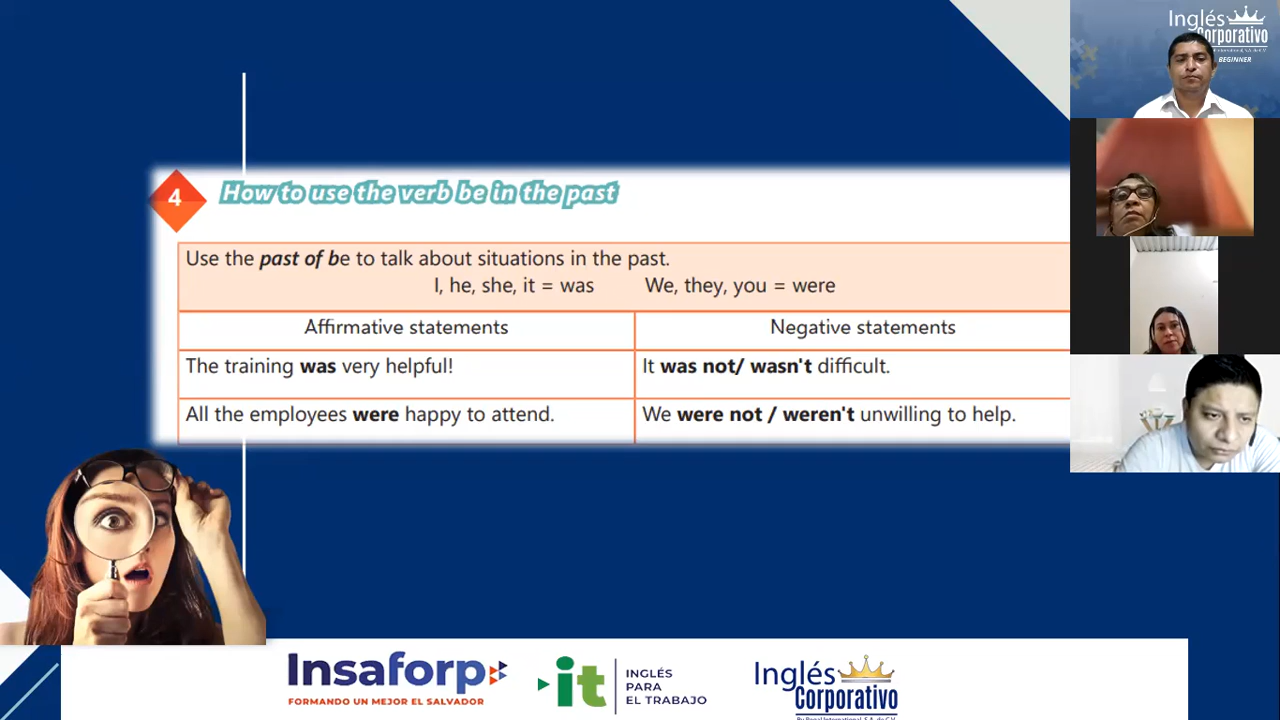 4
How to use the verb be in the past
Use the past of be to talk about situations in the past.
I, he, she, it = was We, they, you = were
Affirmative statements Negative statements
The training was very helpful! It was not/ wasn't difficult.
All the employees were happy to attend. We were not / weren't unwilling to help.
Inglés
Corporativo
BEGINNER
Insaforp
FORMANDO UN MEJOR EL SALVADOR
it
INGLÉS
PARA
EL TRABAJO
Inglés
Corporativo